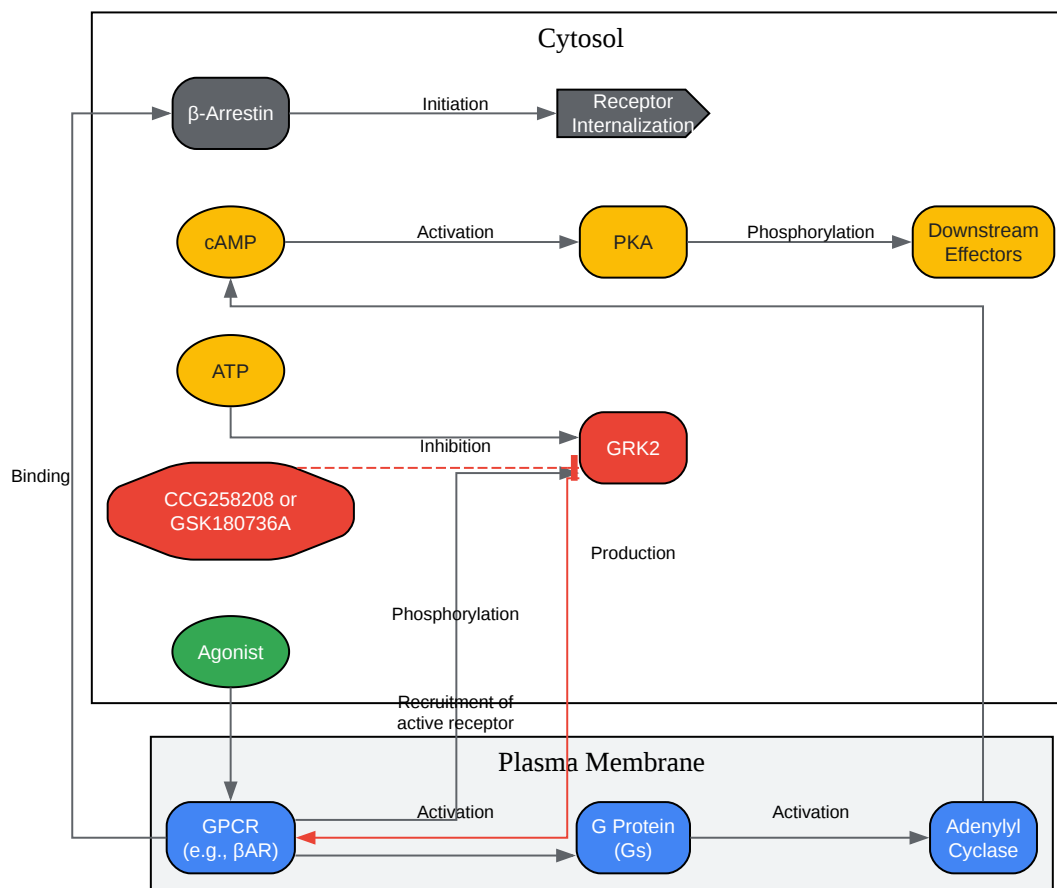 Cytosol
β-Arrestin
Initiation
Receptor
Internalization
cAMP
Activation
PKA
Phosphorylation
Downstream
Effectors
ATP
Inhibition
GRK2
Binding
CCG258208 or
GSK180736A
Production
Phosphorylation
Agonist
Recruitment of
active receptor
Plasma Membrane
GPCR
(e.g., βAR)
Activation
G Protein
(Gs)
Activation
Adenylyl
Cyclase